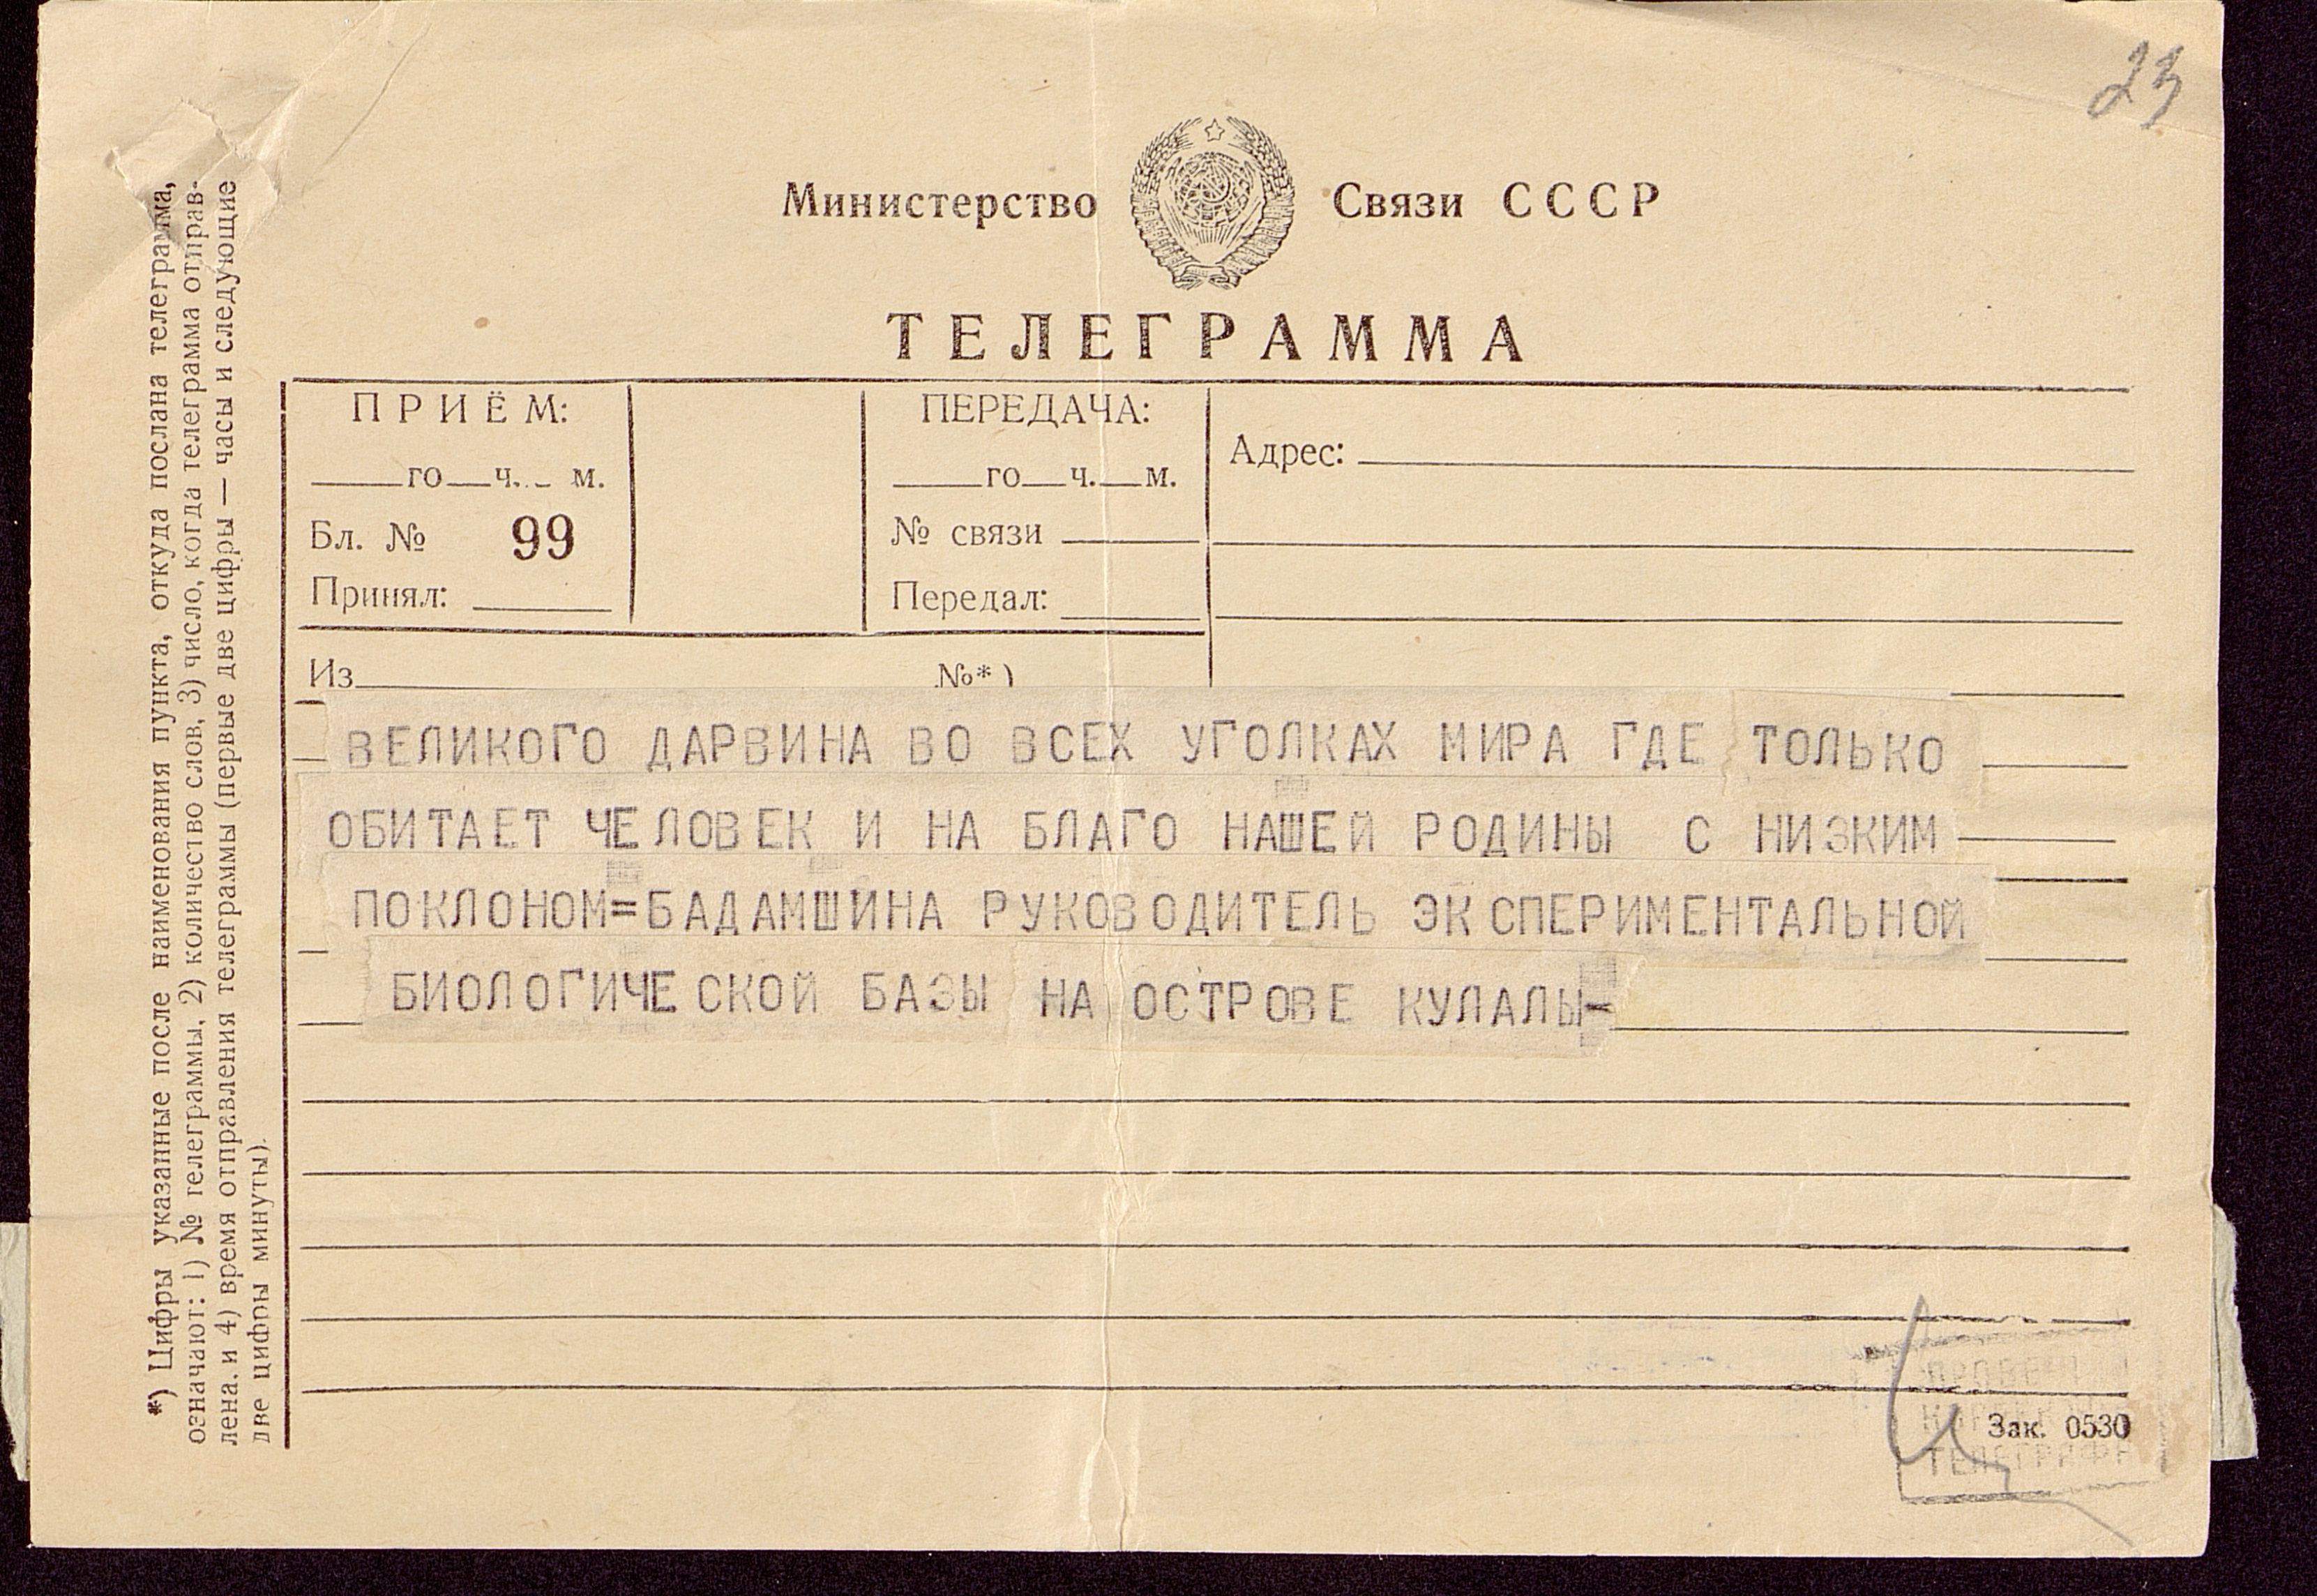 23
Министерство Связи СССР
ТЕЛЕГРАММА
ПРИЁМ:
го ч. м.
Бл. № 99
Принял:
ПЕРЕДАЧА:
го ч. м.
№ связи
Передал:
Адрес:
Из № *)
ВЕЛИКОГО ДАРВИНА ВО ВСЕХ УГОЛКАХ МИРА ГДЕ ТОЛЬКО
ОБИТАЕТ ЧЕЛОВЕК И НА БЛАГО НАШЕЙ РОДИНЫ С НИЗКИМ
ПОКЛОНОМ=БАДАМШИНА РУКОВОДИТЕЛЬ ЭКСПЕРИМЕНТАЛЬНОЙ
БИОЛОГИЧЕСКОЙ БАЗЫ НА ОСТРОВЕ КУЛАЛЫ-
*) Цифры указанные после наименования пункта, откуда послана телеграмма,
означают: 1) № телеграммы, 2) количество слов, 3) число, когда телеграмма отправ-
лена. и 4) время отправления телеграммы (первые две цифры — часы и следующие
две цифры минуты).
Зак. 0530
ТЕЛЕГРАФ